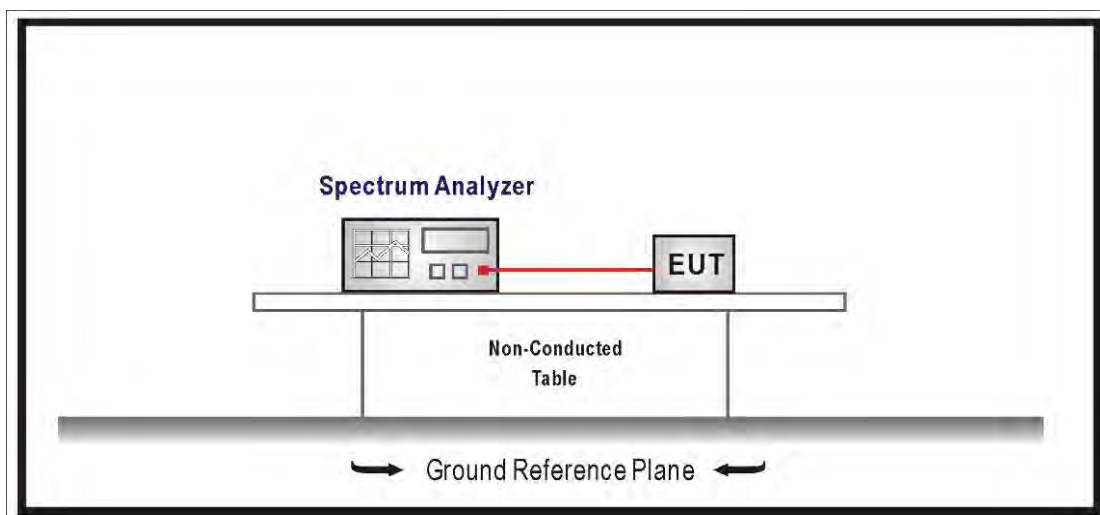 Spectrum Analyzer
EUT
Non-Conducted
Table
Ground Reference Plane